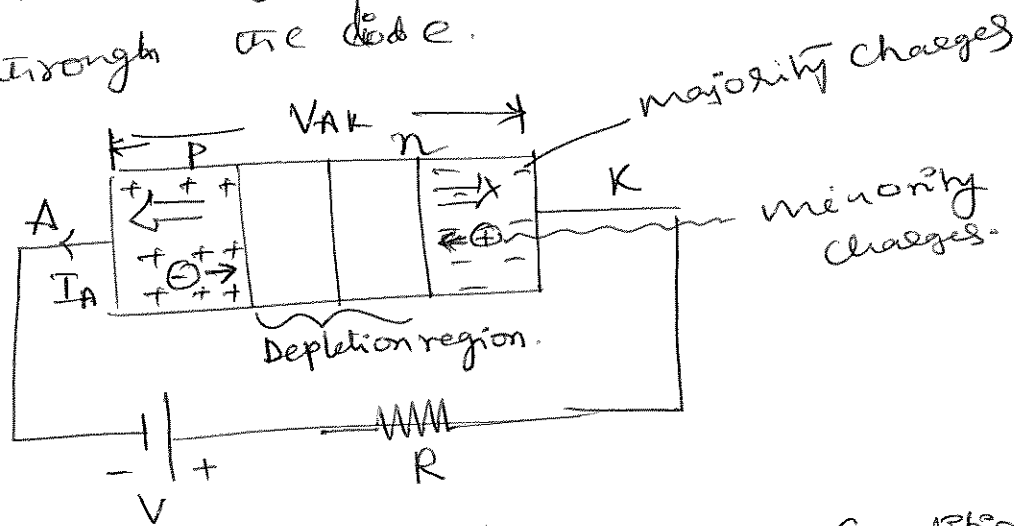 through the diode.
majority charges
VAK
P
n
+ + +
- -
A
K
minority
charges.
IA
+ + +
- +
+ + +
Depletion region.
- +
R
V